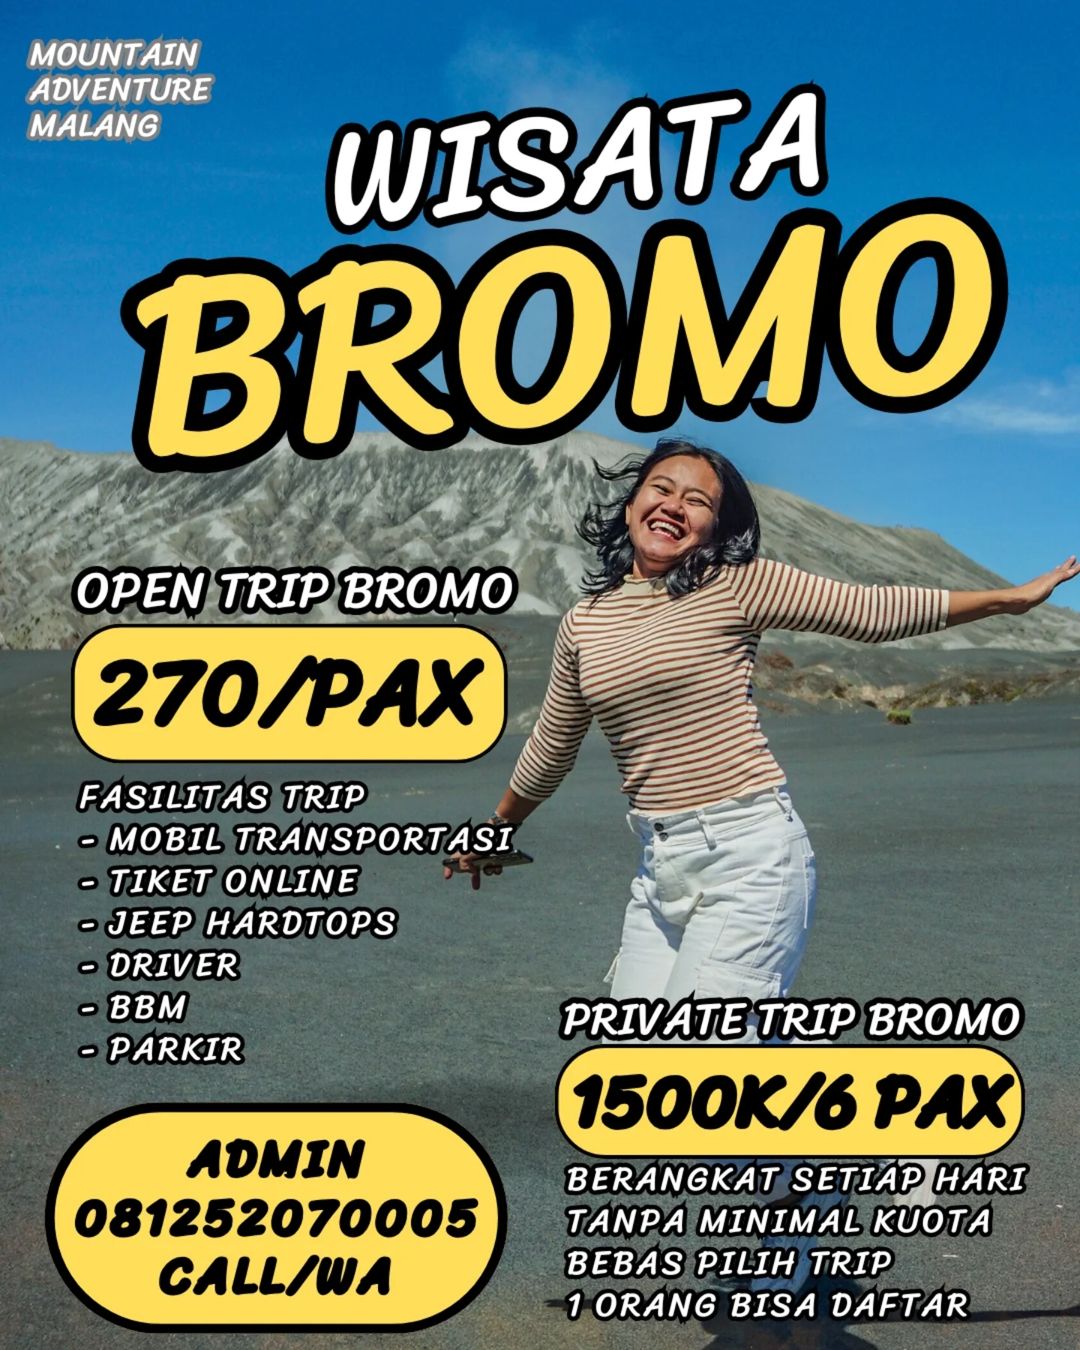 MOUNTAIN
ADVENTURE
MALANG
WISATA
BROMO
OPEN TRIP BROMO
270/PAX
FASILITAS TRIP
- MOBIL TRANSPORTASI
- TIKET ONLINE
- JEEP HARDTOPS
- DRIVER
- BBM
- PARKIR
ADMIN
081252070005
CALL/WA
PRIVATE TRIP BROMO
1500K/6 PAX
BERANGKAT SETIAP HARI
TANPA MINIMAL KUOTA
BEBAS PILIH TRIP
1 ORANG BISA DAFTAR